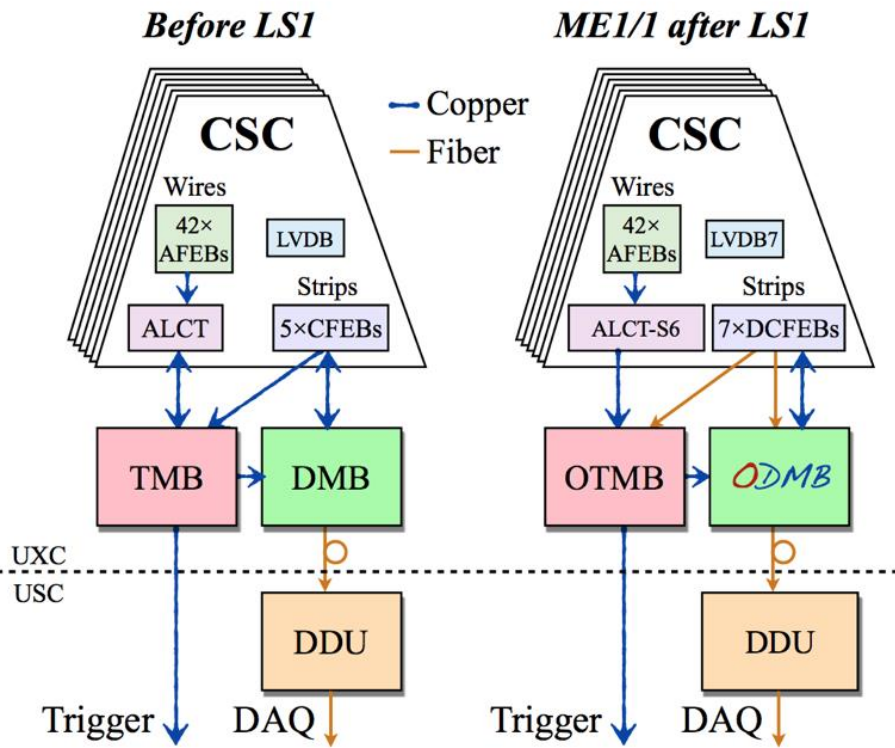 Before LS1
ME1/1 after LS1
Copper
Fiber
CSC
Wires
42×
AFEBs
LVDB
Strips
ALCT
5×CFEBs
TMB
DMB
DDU
Trigger
DAQ
CSC
Wires
42×
AFEBs
LVDB7
Strips
ALCT-S6
7×DCFEBs
OTMB
ODMB
DDU
Trigger
DAQ
UXC
USC